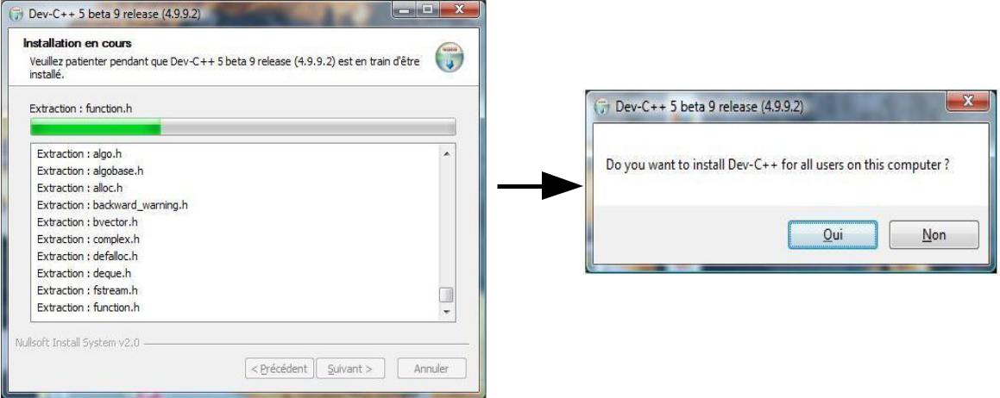 Dev-C++ 5 beta 9 release (4.9.9.2)
Installation en cours
Veuillez patienter pendant que Dev-C++ 5 beta 9 release (4.9.9.2) est en train d'être
installé.
Extraction : function.h
Extraction : algo.h
Extraction : algobase.h
Extraction : alloc.h
Extraction : backward_warning.h
Extraction : bvector.h
Extraction : complex.h
Extraction : defalloc.h
Extraction : deque.h
Extraction : fstream.h
Extraction : function.h
Nullsoft Install System v2.0
< Précédent
Suivant >
Annuler
Dev-C++ 5 beta 9 release (4.9.9.2)
Do you want to install Dev-C++ for all users on this computer ?
Oui
Non